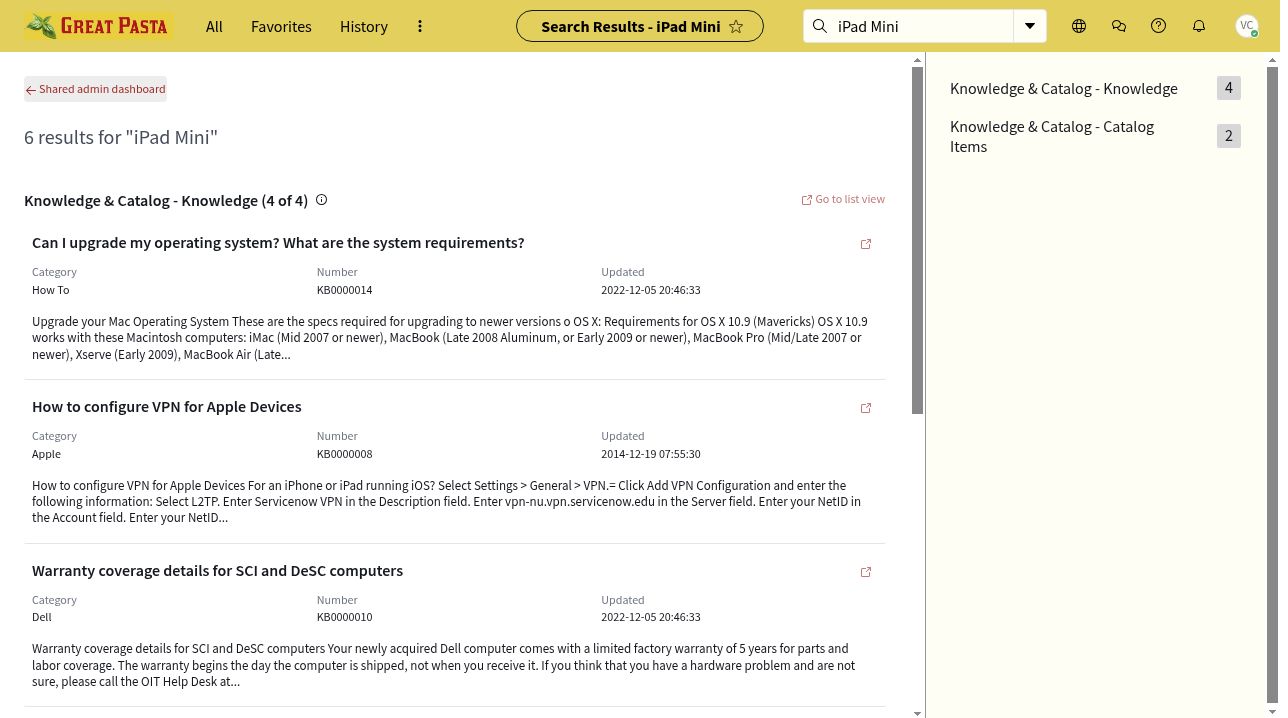 GREAT PASTA
All
Favorites
History
Search Results - iPad Mini
iPad Mini
VC
Shared admin dashboard
6 results for "iPad Mini"
Knowledge & Catalog - Knowledge (4 of 4)
Go to list view
Can I upgrade my operating system? What are the system requirements?
Category
Number
Updated
How To
KB0000014
2022-12-05 20:46:33
Upgrade your Mac Operating System These are the specs required for upgrading to newer versions o OS X: Requirements for OS X 10.9 (Mavericks) OS X 10.9
works with these Macintosh computers: iMac (Mid 2007 or newer), MacBook (Late 2008 Aluminum, or Early 2009 or newer), MacBook Pro (Mid/Late 2007 or
newer), Xserve (Early 2009), MacBook Air (Late...
How to configure VPN for Apple Devices
Category
Number
Updated
Apple
KB0000008
2014-12-19 07:55:30
How to configure VPN for Apple Devices For an iPhone or iPad running iOS? Select Settings > General > VPN.= Click Add VPN Configuration and enter the
following information: Select L2TP. Enter Servicenow VPN in the Description field. Enter vpn-nu.vpn.servicenow.edu in the Server field. Enter your NetID in
the Account field. Enter your NetID...
Warranty coverage details for SCI and DeSC computers
Category
Number
Updated
Dell
KB0000010
2022-12-05 20:46:33
Warranty coverage details for SCI and DeSC computers Your newly acquired Dell computer comes with a limited factory warranty of 5 years for parts and
labor coverage. The warranty begins the day the computer is shipped, not when you receive it. If you think that you have a hardware problem and are not
sure, please call the OIT Help Desk at...
Knowledge & Catalog - Knowledge
4
Knowledge & Catalog - Catalog
Items
2